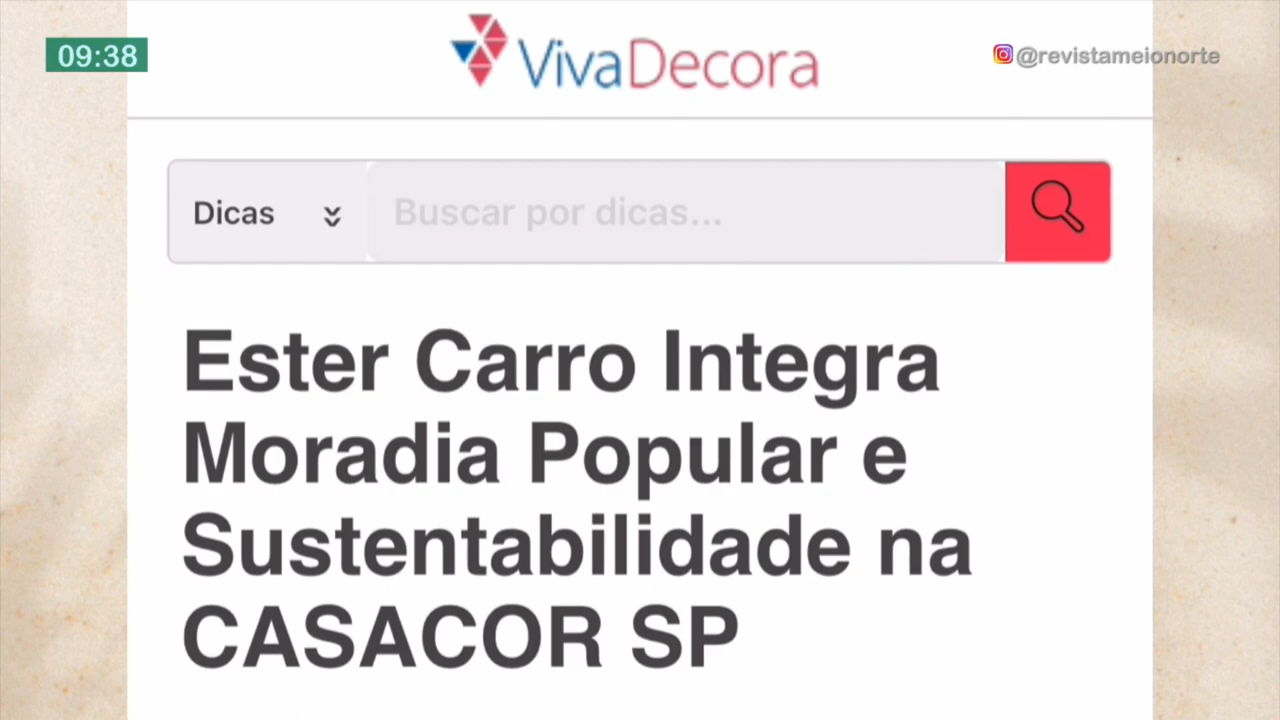 09:38
VivaDecora
@revistameionorte
Dicas
Buscar por dicas...
Ester Carro Integra
Moradia Popular e
Sustentabilidade na
CASACOR SP